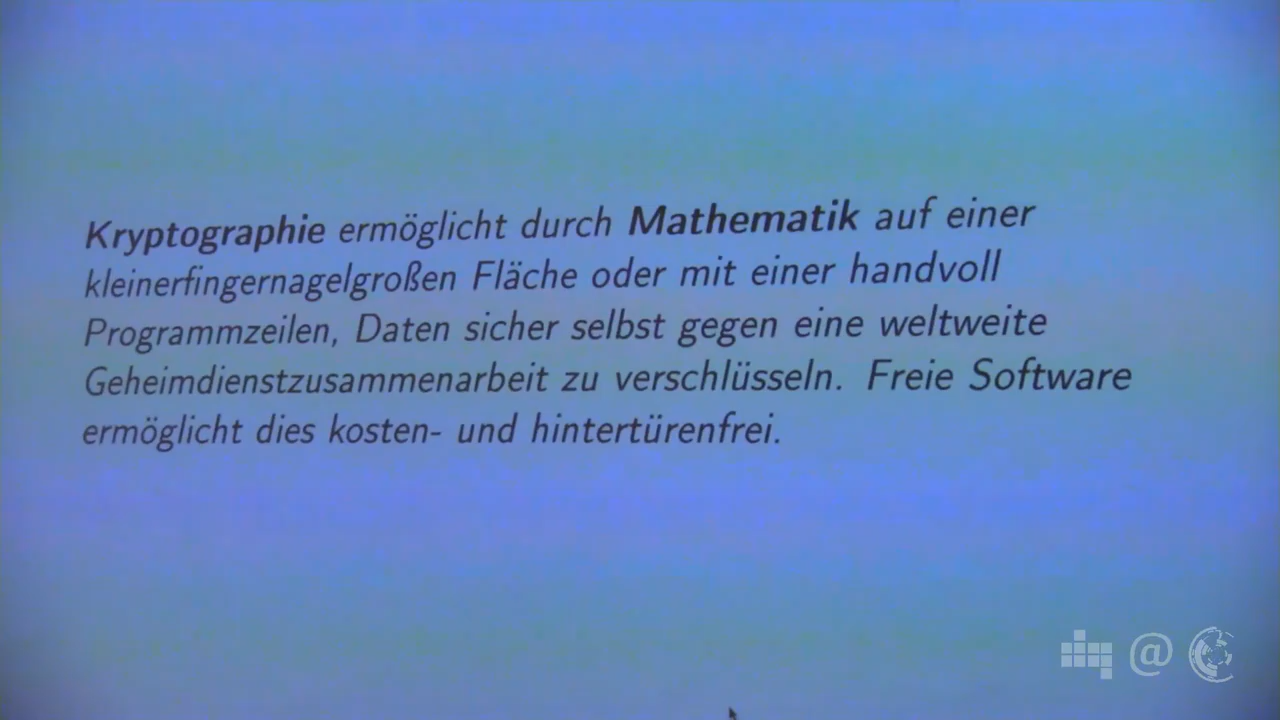 Kryptographie ermöglicht durch Mathematik auf einer
kleinerfingernagelgroßen Fläche oder mit einer handvoll
Programmzeilen, Daten sicher selbst gegen eine weltweite
Geheimdienstzusammenarbeit zu verschlüsseln. Freie Software
ermöglicht dies kosten- und hintertürenfrei.